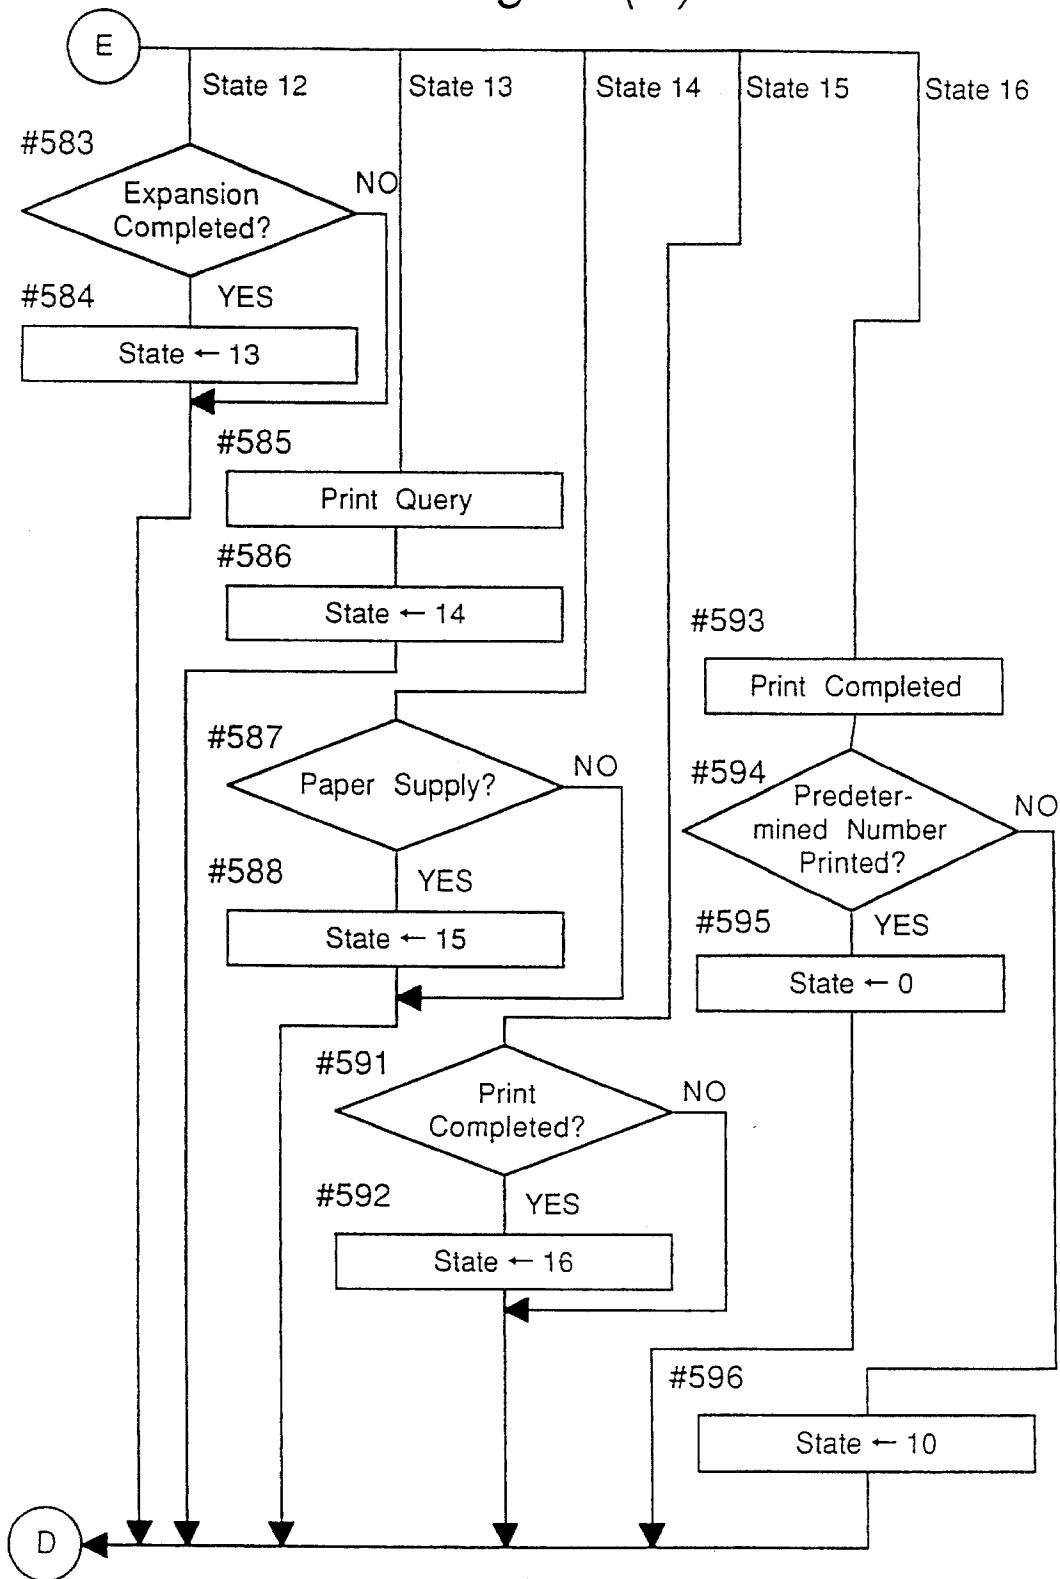 E
State 12
State 13
State 14
State 15
State 16
#583
Expansion
Completed?
NO
#584
YES
State ← 13
#585
Print Query
#586
State ← 14
#587
Paper Supply?
NO
#588
YES
State ← 15
#591
Print
Completed?
NO
#592
YES
State ← 16
#593
Print Completed
#594
Predeter-
mined Number
Printed?
NO
#595
YES
State ← 0
#596
State ← 10
D